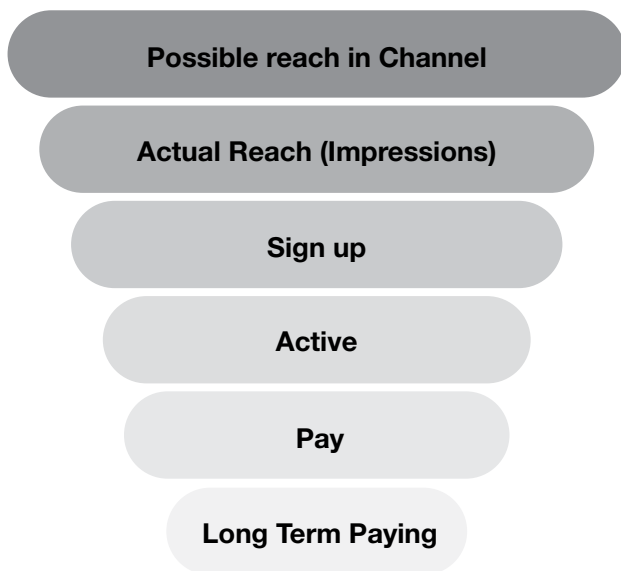 Possible reach in Channel
Actual Reach (Impressions)
Sign up
Active
Pay
Long Term Paying